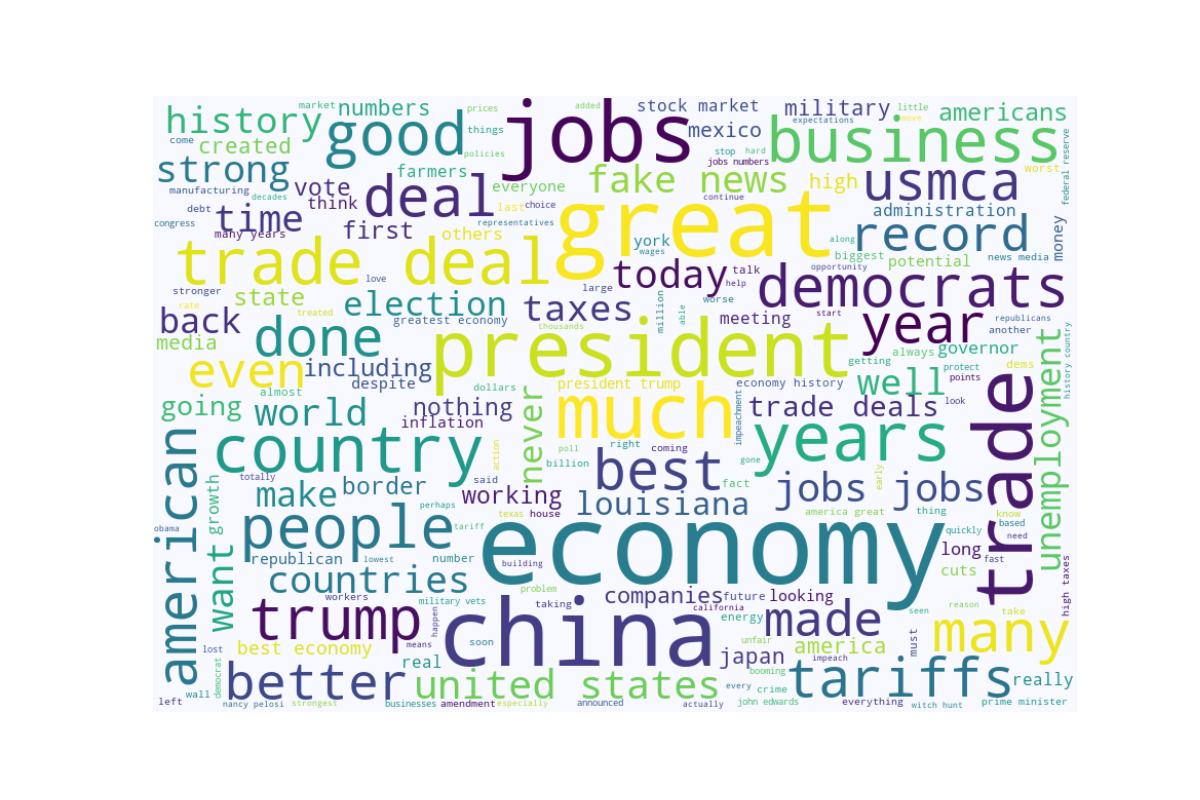 history
market
numbers
prices
added
stock market
military
little
more
americans
come
created
good
things
jobs
mexico
expectations
business
strong
farmers
policies
stop
hard
jobs numbers
worst
federal reserve
manufacturing
vote
think
deal
everyone
fake news
high
usmca
decades
last
choice
continue
congress
debt
time
many years
first
others
representatives
great
york
wages
along
administration
record
money
biggest
potential
news media
trade deal
love
today
talk
help
opportunity
democrats
stronger
state
large
rate
treated
election
taxes
million
able
worse
start
republicans
back
greatest economy
thousands
meeting
year
another
media
done
president
always
governor
unemployment
history country
even
including
despite
dollars
president trump
economy history
getting
protect
points
dems
almost
well
look
going
world
nothing
inflation
never
much
impeachment
trade deals
trade
american
country
action
poll
right
coming
years
totally
said
billion
best
gone
fact
early
growth
make
border
working
louisiana
jobs jobs
know
perhaps
texas
house
america great
thing
based
obama
people
tariff
economy
quickly
need
want
republican
lowest
number
long
fast
countries
building
problem
cuts
high taxes
workers
military vets
companies
future
looking
taking
california
reason
trump
happen
means
china
energy
made
seen
take
lost
best economy
soon
unfair
america
must
many
real
japan
impeach
democrat
wall
better
united states
booming
every
crime
tariffs
really
left
nancy pelosi
strongest
businesses
amendment
especially
announced
actually
john edwards
everything
witch hunt
prime minister